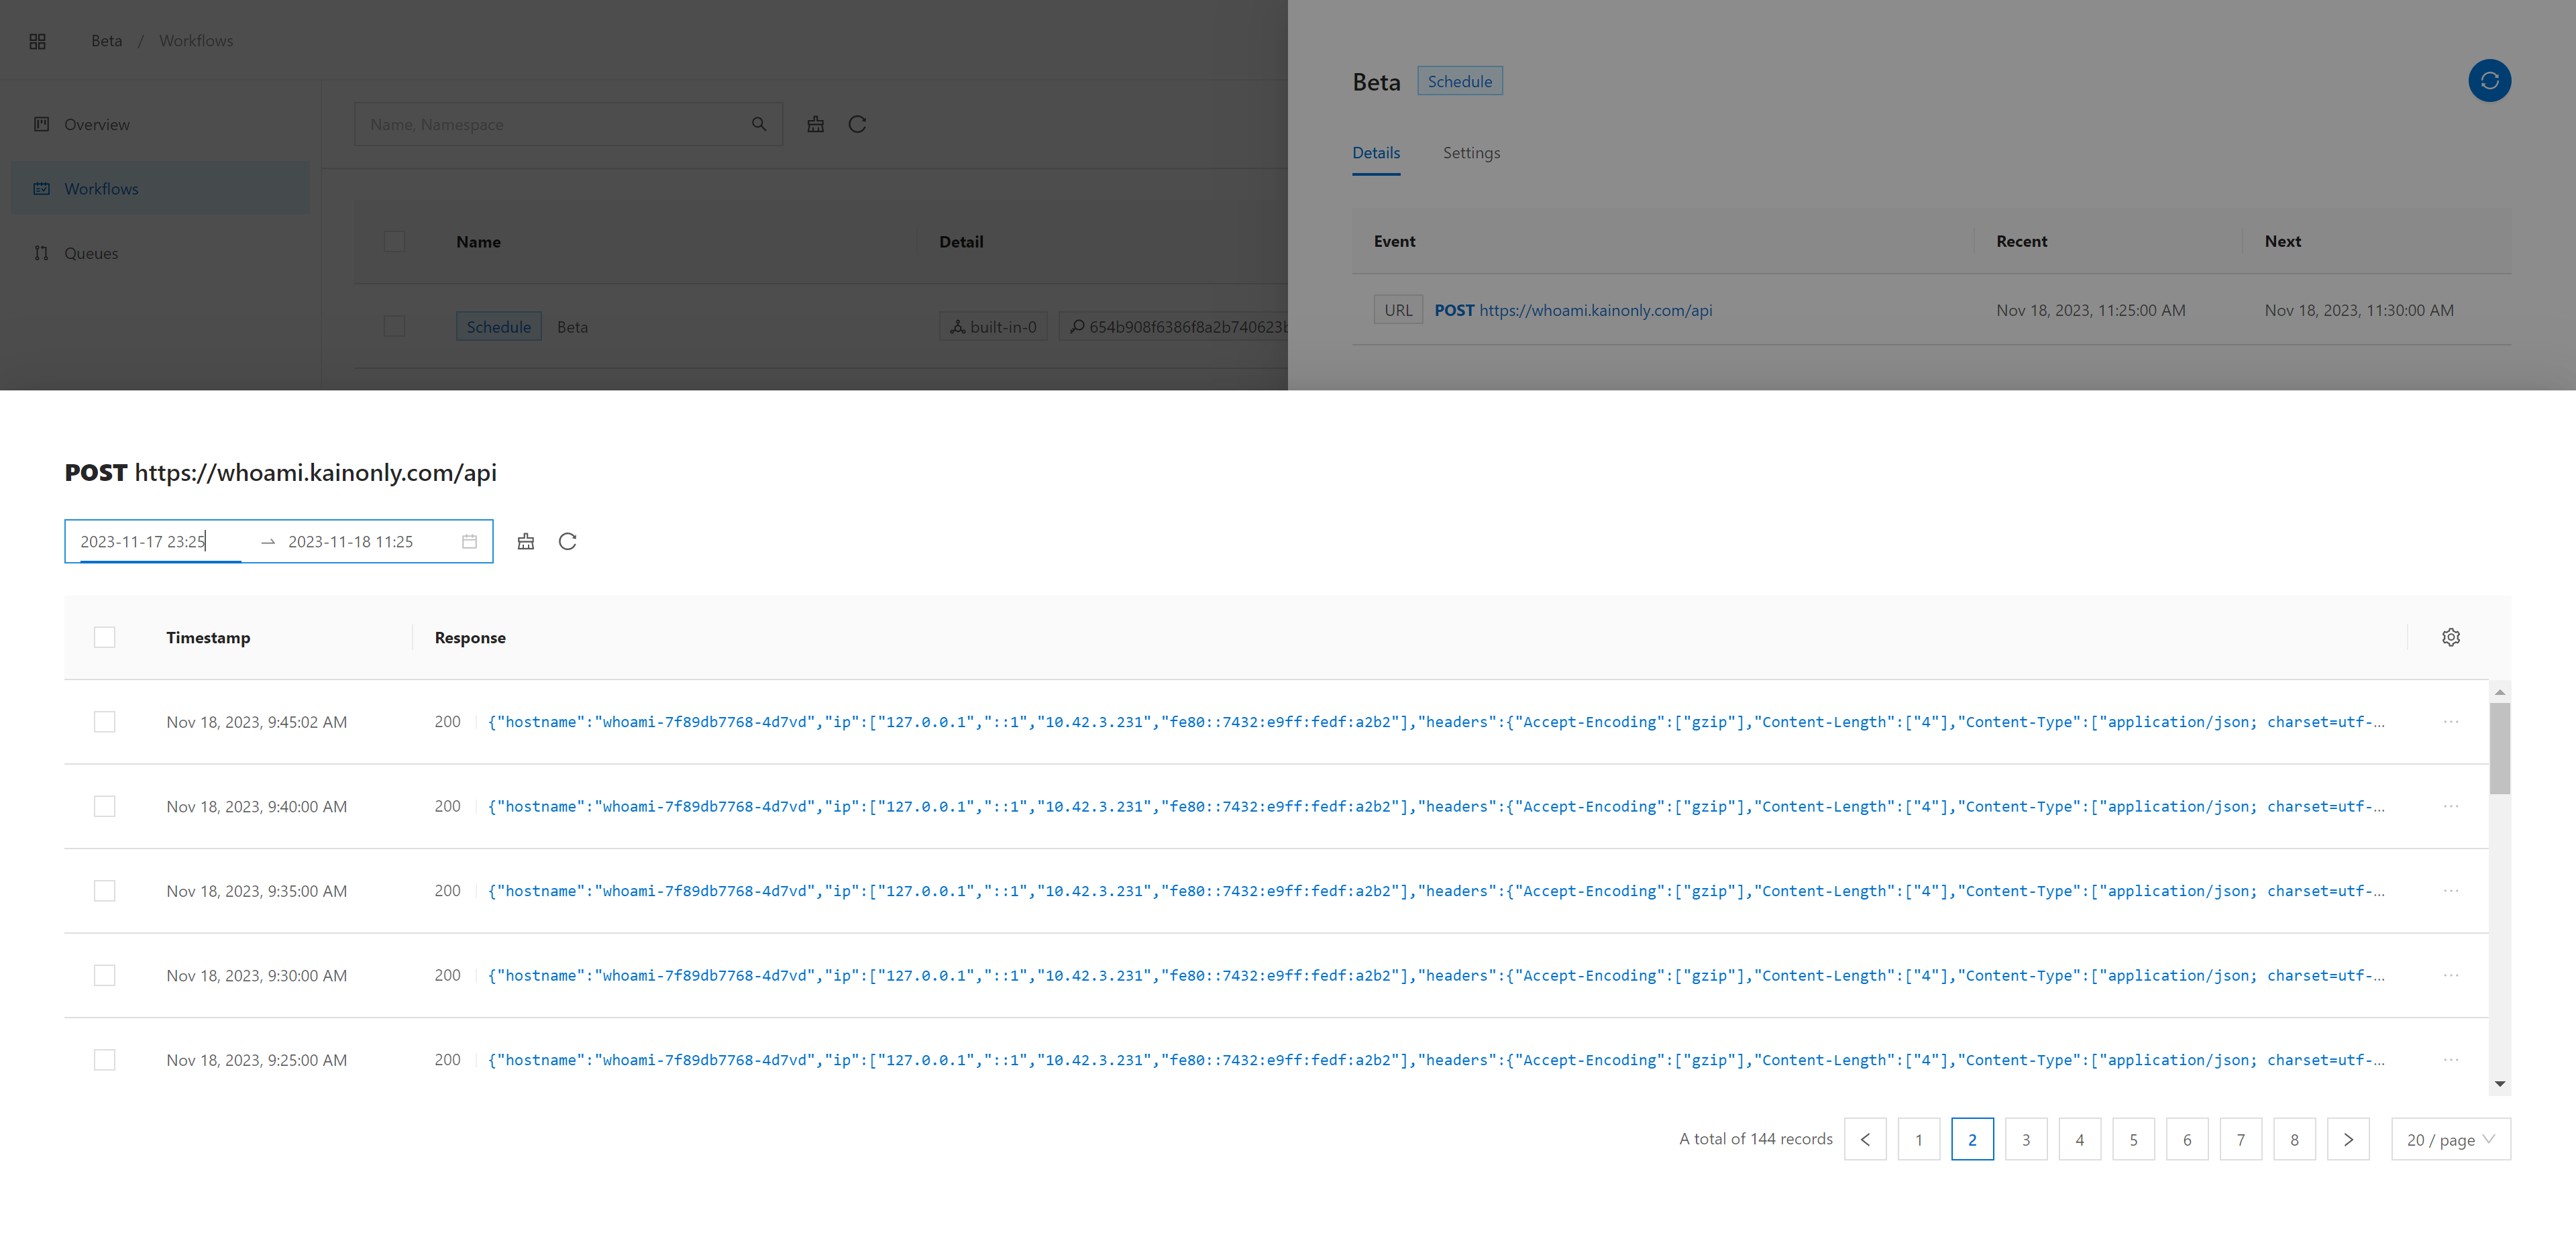 Beta / Workflows
Overview
Workflows
Queues
Name, Namespace
Name Detail
Schedule Beta built-in-0 654b908f6386f8a2b740623
Beta Schedule
Details Settings
Event Recent Next
URL POST https://whoami.kainonly.com/api Nov 18, 2023, 11:25:00 AM Nov 18, 2023, 11:30:00 AM
POST https://whoami.kainonly.com/api
2023-11-17 23:25 → 2023-11-18 11:25
Timestamp Response
Nov 18, 2023, 9:45:02 AM 200 {"hostname":"whoami-7f89db7768-4d7vd","ip":["127.0.0.1","::1","10.42.3.231","fe80::7432:e9ff:fedf:a2b2"],"headers":{"Accept-Encoding":["gzip"],"Content-Length":["4"],"Content-Type":["application/json; charset=utf-... ···
Nov 18, 2023, 9:40:00 AM 200 {"hostname":"whoami-7f89db7768-4d7vd","ip":["127.0.0.1","::1","10.42.3.231","fe80::7432:e9ff:fedf:a2b2"],"headers":{"Accept-Encoding":["gzip"],"Content-Length":["4"],"Content-Type":["application/json; charset=utf-... ···
Nov 18, 2023, 9:35:00 AM 200 {"hostname":"whoami-7f89db7768-4d7vd","ip":["127.0.0.1","::1","10.42.3.231","fe80::7432:e9ff:fedf:a2b2"],"headers":{"Accept-Encoding":["gzip"],"Content-Length":["4"],"Content-Type":["application/json; charset=utf-... ···
Nov 18, 2023, 9:30:00 AM 200 {"hostname":"whoami-7f89db7768-4d7vd","ip":["127.0.0.1","::1","10.42.3.231","fe80::7432:e9ff:fedf:a2b2"],"headers":{"Accept-Encoding":["gzip"],"Content-Length":["4"],"Content-Type":["application/json; charset=utf-... ···
Nov 18, 2023, 9:25:00 AM 200 {"hostname":"whoami-7f89db7768-4d7vd","ip":["127.0.0.1","::1","10.42.3.231","fe80::7432:e9ff:fedf:a2b2"],"headers":{"Accept-Encoding":["gzip"],"Content-Length":["4"],"Content-Type":["application/json; charset=utf-... ···
A total of 144 records < 1 2 3 4 5 6 7 8 > 20 / page